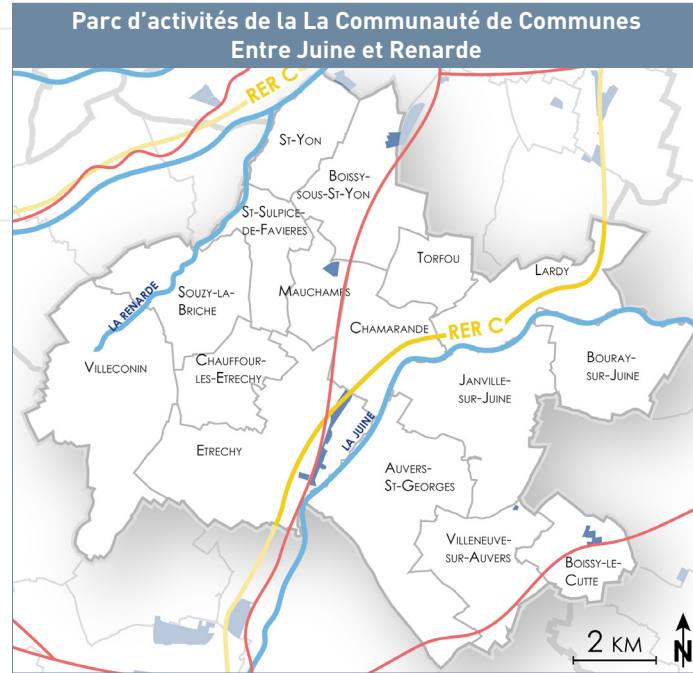 Parc d'activités de la La Communauté de Communes
Entre Juine et Renarde
RER C
ST-YON
BOISSY-
SOUS-ST-YON
ST-SULPICE-
DE-FAVIERES
TORFOU
LARDY
LA RENARDE
SOUZY-LA-
BRICHE
MAUCHAMPS
CHAMARANDE
RER C
VILLECONIN
CHAUFFOUR-
LES-ETRECHY
JANVILLE-
SUR-JUINE
BOURAY-
SUR-JUINE
ETRECHY
LA JUINE
AUVERS-
ST-GEORGES
VILLENEUVE-
SUR-AUVERS
BOISSY-LE-
CUTTE
2 KM
N